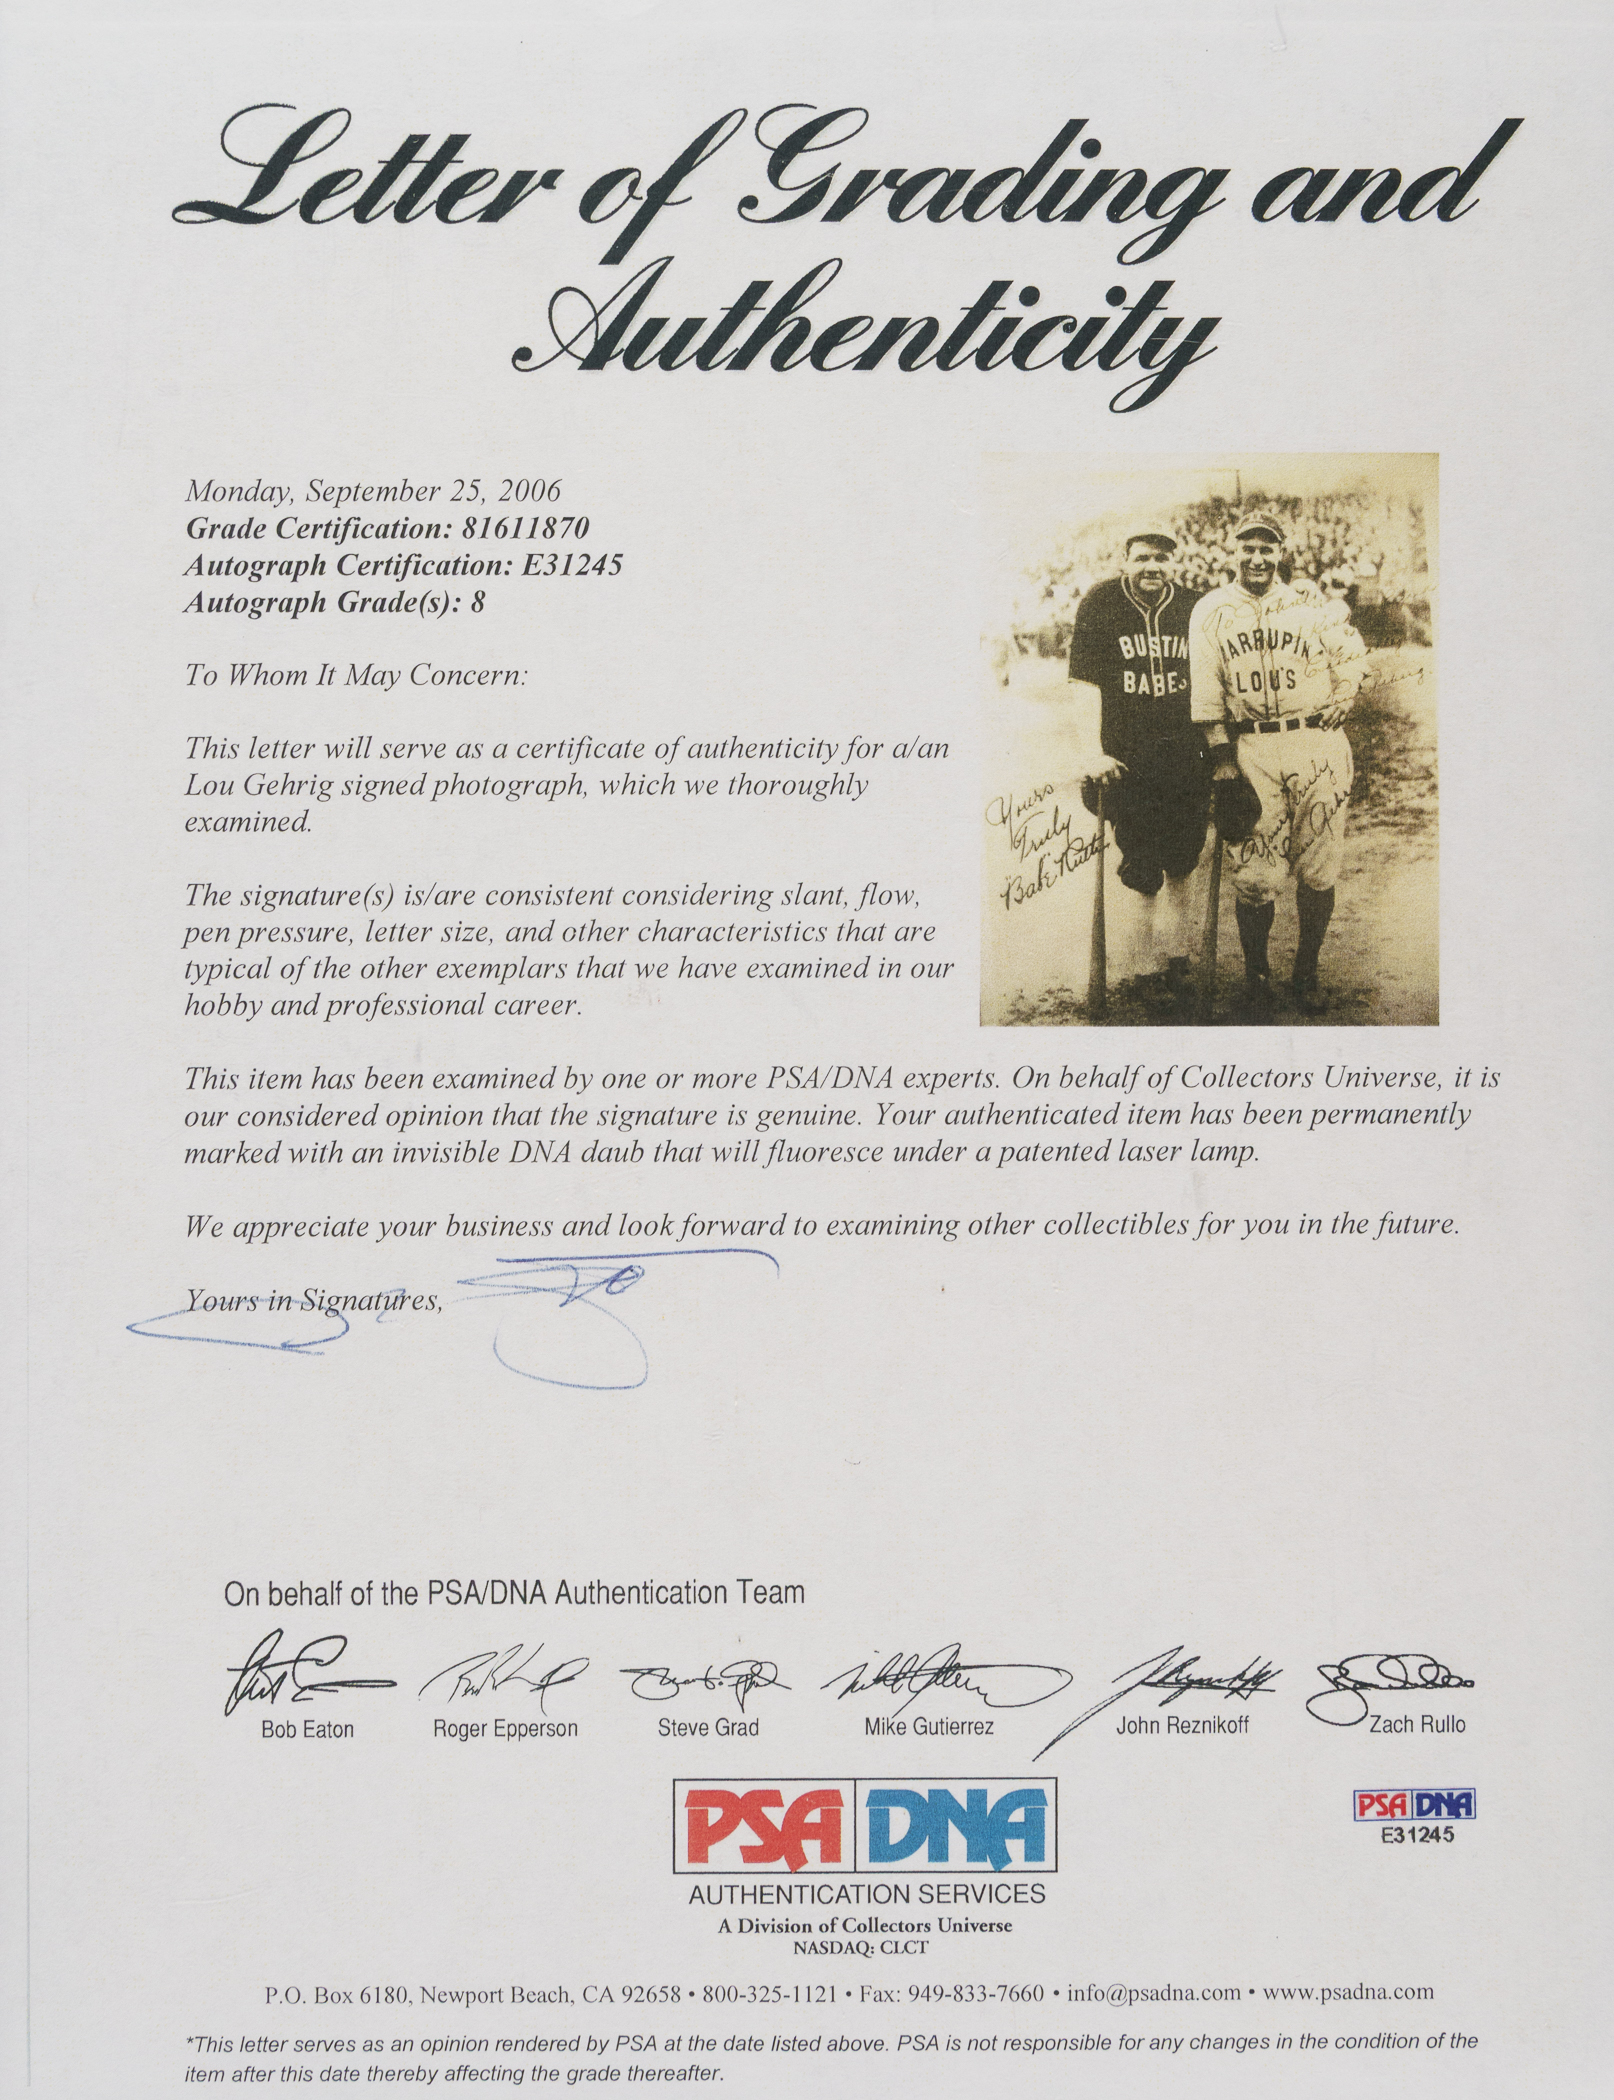 Letter of Grading and
Authenticity
Monday, September 25, 2006
Grade Certification: 81611870
Autograph Certification: E31245
Autograph Grade(s): 8
To Whom It May Concern:
This letter will serve as a certificate of authenticity for a/an
Lou Gehrig signed photograph, which we thoroughly
examined.
The signature(s) is/are consistent considering slant, flow,
pen pressure, letter size, and other characteristics that are
typical of the other exemplars that we have examined in our
hobby and professional career.
BUSTIN
BABES
ARRUPIN
LOU'S
To
Yours
Truly
Babe Ruth
Yours truly
Lou Gehrig
This item has been examined by one or more PSA/DNA experts. On behalf of Collectors Universe, it is
our considered opinion that the signature is genuine. Your authenticated item has been permanently
marked with an invisible DNA daub that will fluoresce under a patented laser lamp.
We appreciate your business and look forward to examining other collectibles for you in the future.
Yours in Signatures,
On behalf of the PSA/DNA Authentication Team
Bob Eaton Roger Epperson Steve Grad Mike Gutierrez John Reznikoff Zach Rullo
PSA DNA
PSA DNA
E31245
AUTHENTICATION SERVICES
A Division of Collectors Universe
NASDAQ: CLCT
P.O. Box 6180, Newport Beach, CA 92658 • 800-325-1121 • Fax: 949-833-7660 • info@psadna.com • www.psadna.com
*This letter serves as an opinion rendered by PSA at the date listed above. PSA is not responsible for any changes in the condition of the
item after this date thereby affecting the grade thereafter.